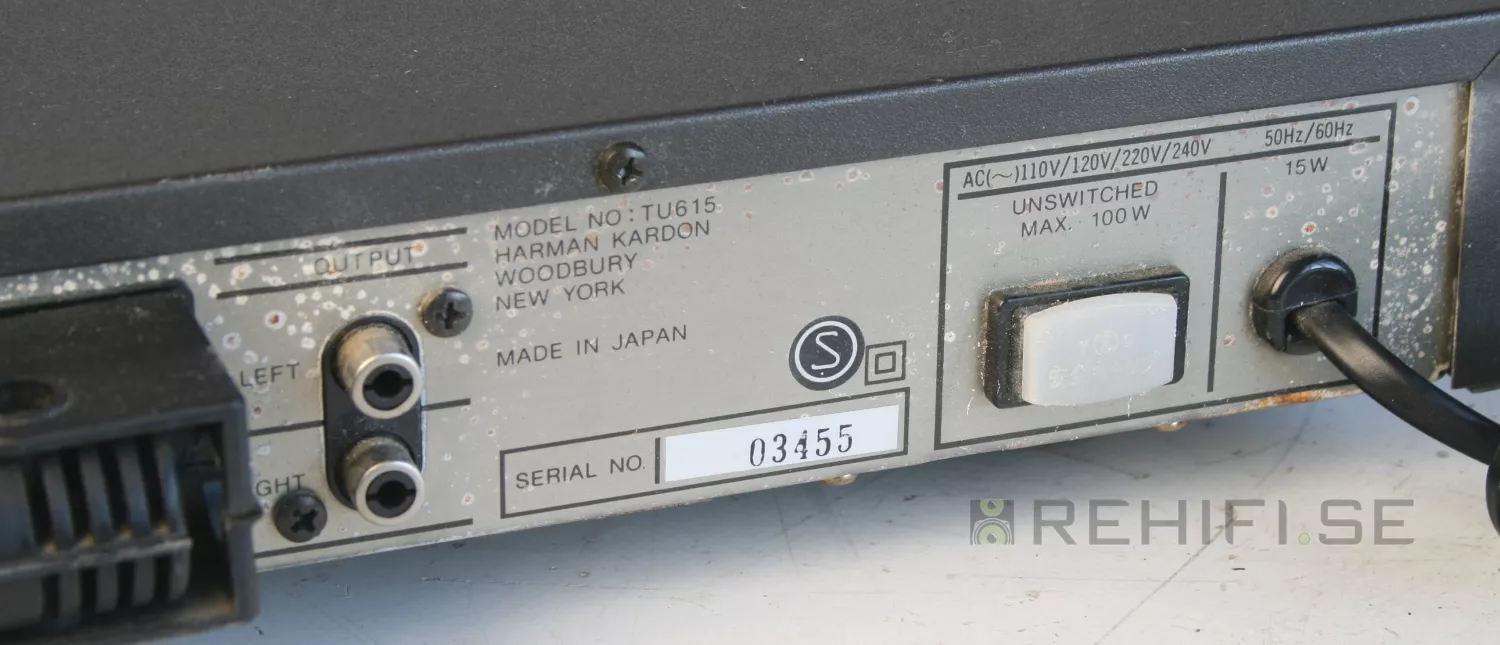 OUTPUT
LEFT
GHT
MODEL NO: TU615
HARMAN KARDON
WOODBURY
NEW YORK
MADE IN JAPAN
S
SERIAL NO.
03455
AC(~)110V/120V/220V/240V 50Hz/60Hz
UNSWITCHED
MAX. 100W
15W
REHIFI.SE